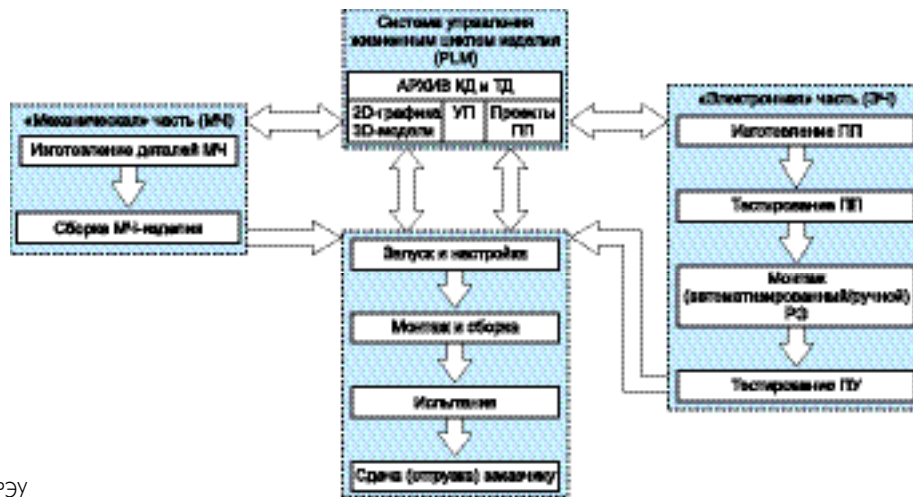 Система управления
жизненным циклом изделия
(PLM)
АРХИВ КД и ТД
2D-графика
3D-модели
УП
Проекты
ПП
«Механическая» часть (МЧ)
Изготовление деталей МЧ
Сборка МЧ-изделия
«Электронная» часть (ЭЧ)
Изготовление ПП
Тестирование ПП
Монтаж
(автоматизированный/ручной)
РЭ
Тестирование ПУ
Запуск и настройка
Монтаж и сборка
Испытания
Сдача (отгрузка) заказчику
РЭУ